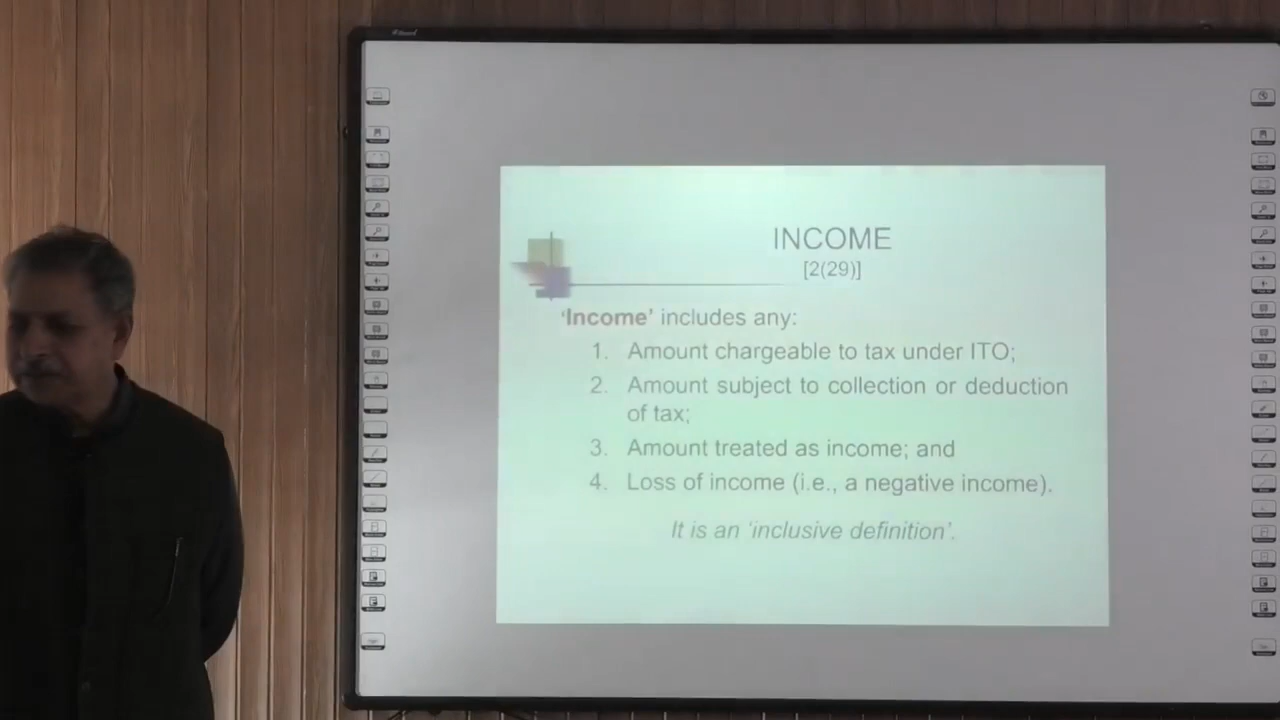 INCOME
[2(29)]
‘Income’ includes any:
1. Amount chargeable to tax under ITO;
2. Amount subject to collection or deduction
of tax;
3. Amount treated as income; and
4. Loss of income (i.e., a negative income).
It is an ‘inclusive definition’.